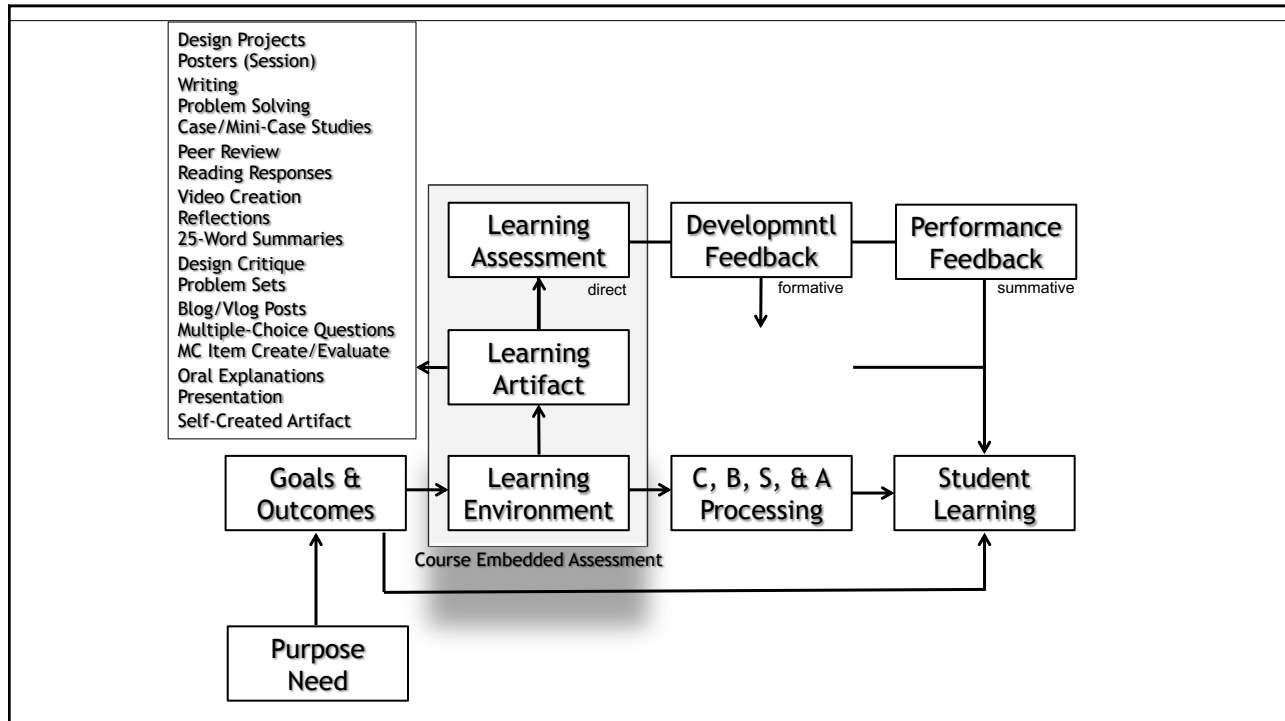 Design Projects
Posters (Session)
Writing
Problem Solving
Case/Mini-Case Studies
Peer Review
Reading Responses
Video Creation
Reflections
25-Word Summaries
Design Critique
Problem Sets
Blog/Vlog Posts
Multiple-Choice Questions
MC Item Create/Evaluate
Oral Explanations
Presentation
Self-Created Artifact
Learning
Assessment
direct
Developmntl
Feedback
formative
Performance
Feedback
summative
Learning
Artifact
Goals &
Outcomes
Learning
Environment
C, B, S, & A
Processing
Student
Learning
Course Embedded Assessment
Purpose
Need